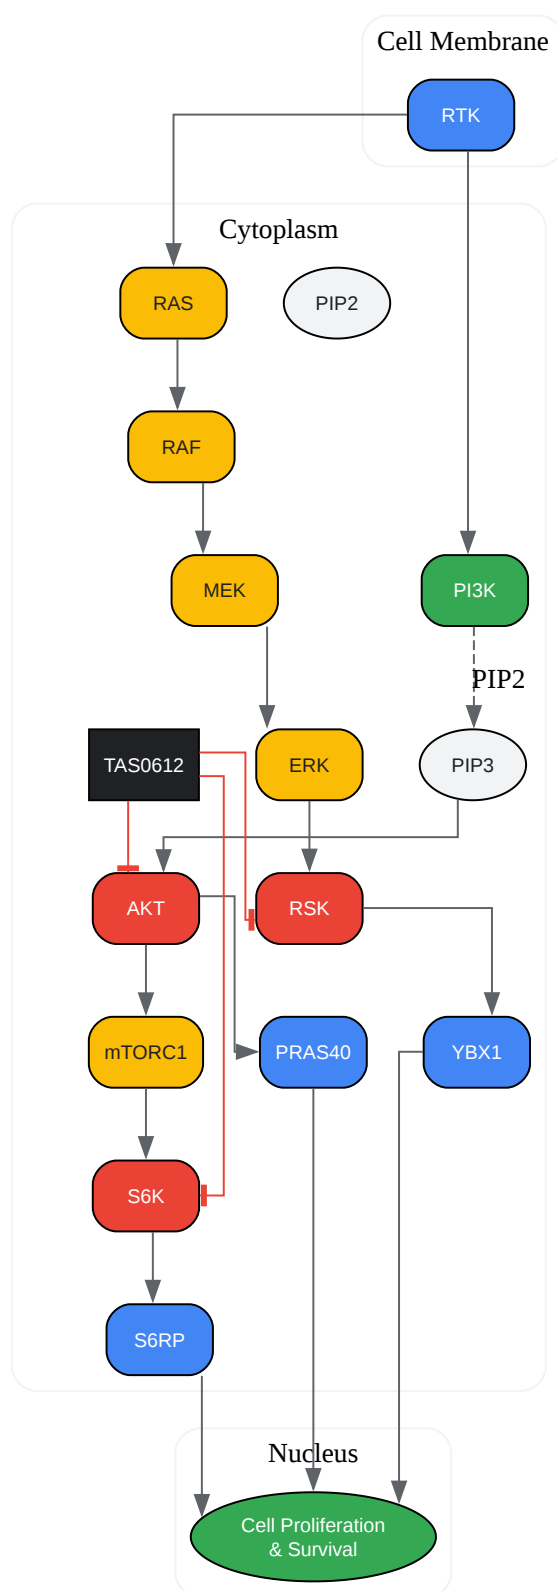 Cell Membrane
RTK
Cytoplasm
RAS
PIP2
RAF
MEK
PI3K
PIP2
TAS0612
ERK
PIP3
AKT
RSK
mTORC1
PRAS40
YBX1
S6K
S6RP
Nucleus
Cell Proliferation
& Survival